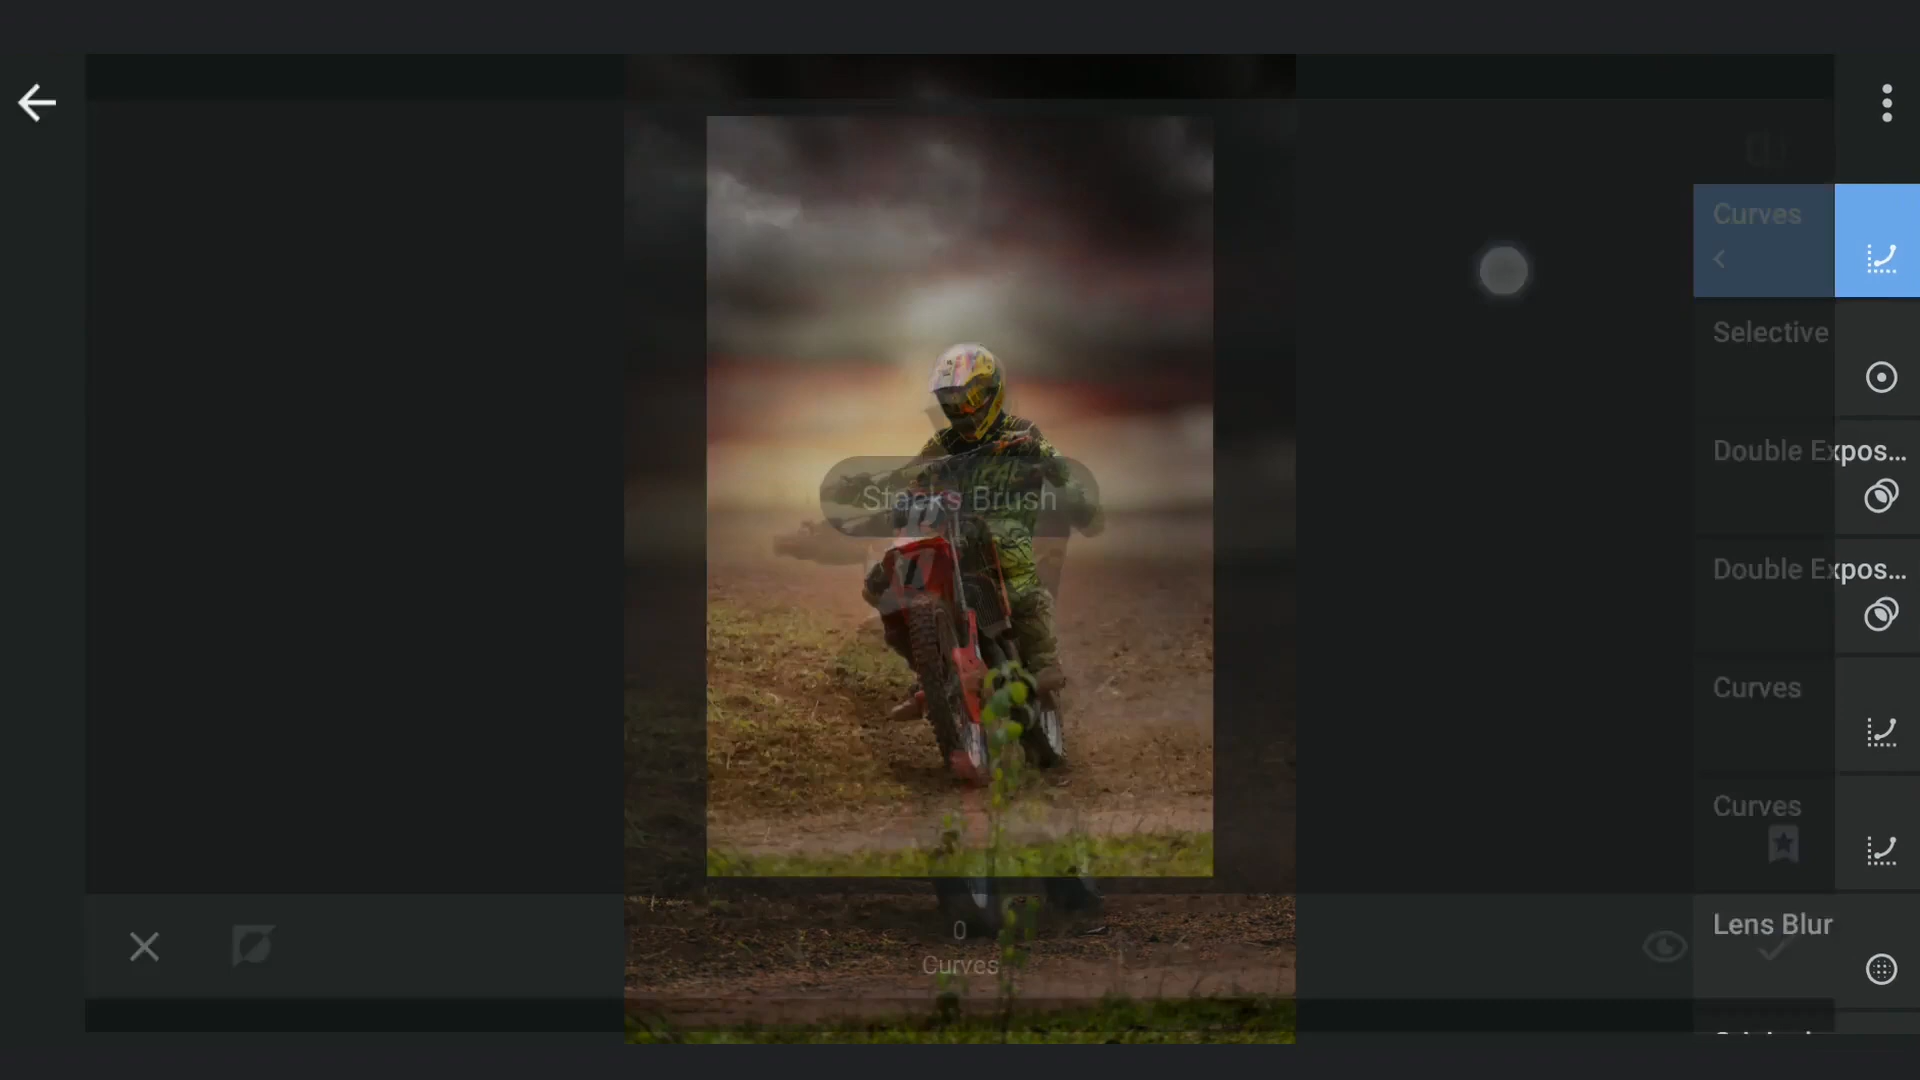 Curves
Selective
Double Expos...
Stacks Brush
Double Expos...
Curves
Curves
Lens Blur
0
Curves